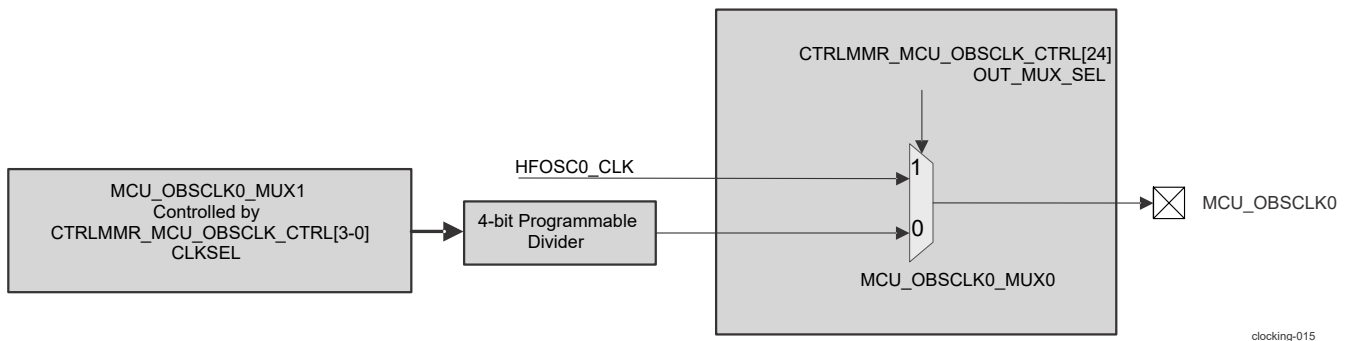 CTRLMMR_MCU_OBSCLK_CTRL[24]
OUT_MUX_SEL
HFOSC0_CLK
1
MCU_OBSCLK0_MUX1
Controlled by
CTRLMMR_MCU_OBSCLK_CTRL[3-0]
CLKSEL
4-bit Programmable
Divider
0
MCU_OBSCLK0
MCU_OBSCLK0_MUX0
clocking-015